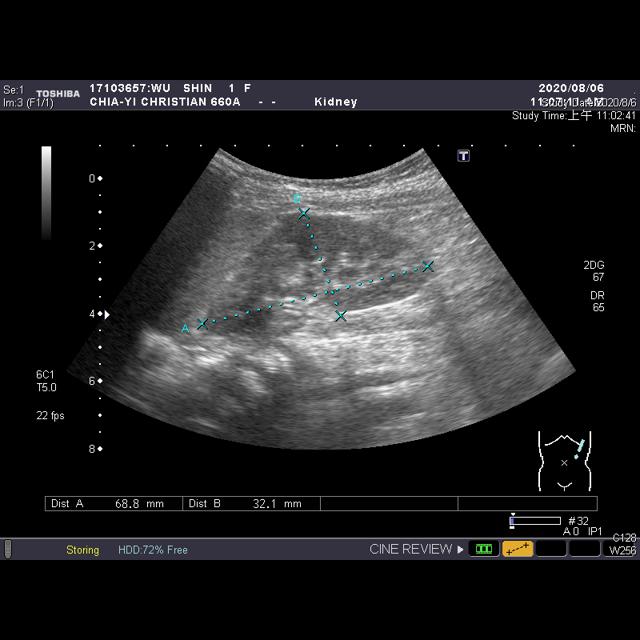 Se:1
TOSHIBA
17103657:WU SHIN 1 F
2020/08/06
Im:3 (F1/1)
CHIA-YI CHRISTIAN 660A - - Kidney
Study Time:上午 11:02:41
MRN:
T
B
0
2
4
6
8
A
2DG
67
DR
65
6C1
T5.0
22 fps
Dist A 68.8 mm Dist B 32.1 mm
#32
A 0 IP1
C128
Storing HDD:72% Free CINE REVIEW
W256